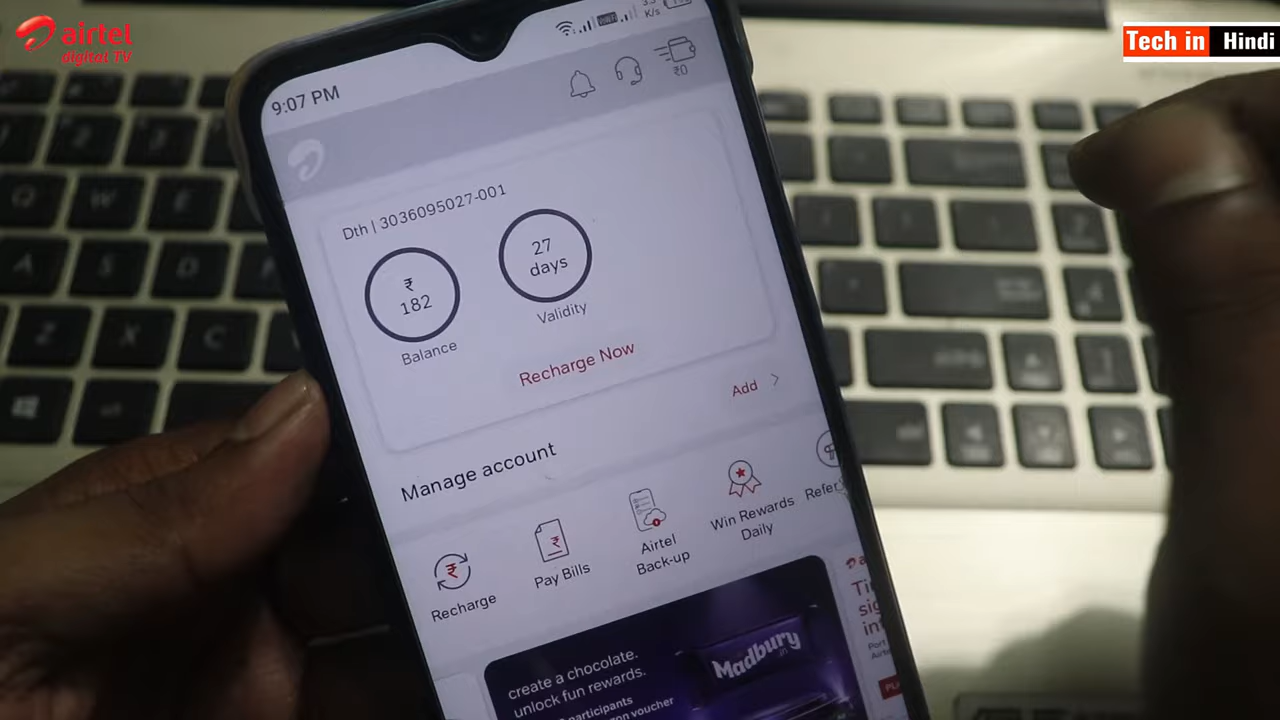 airtel
digital TV
Tech in Hindi
9:07 PM
K/s
₹0
Dth | 3036095027-001
₹
182
Balance
27
days
Validity
Recharge Now
Add
Manage account
Recharge
Pay Bills
Airtel
Back-up
Win Rewards
Daily
Refer
create a chocolate.
unlock fun rewards.
participants
voucher
Madbury
Q
W
E
A
S
D
Z
X
C